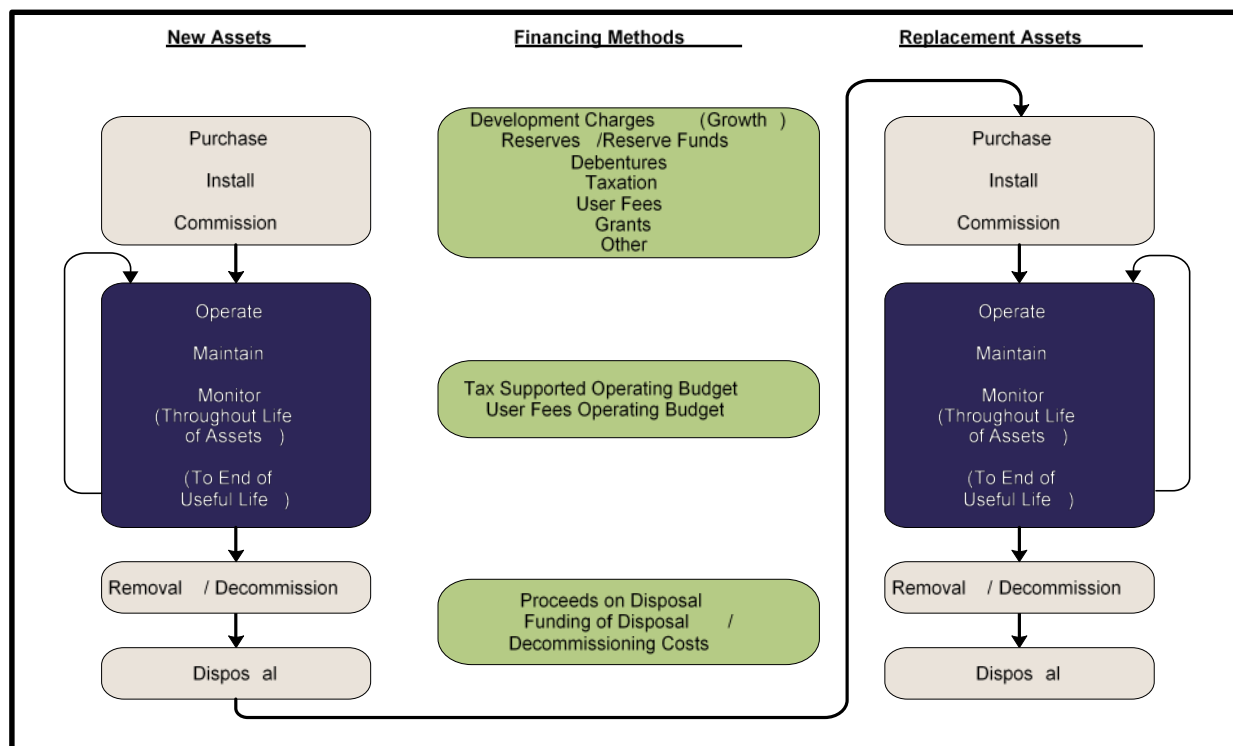 New Assets
Purchase
Install
Commission
Operate
Maintain
Monitor
(Throughout Life
of Assets )
(To End of
Useful Life )
Removal / Decommission
Dispos al
Financing Methods
Development Charges (Growth )
Reserves /Reserve Funds
Debentures
Taxation
User Fees
Grants
Other
Tax Supported Operating Budget
User Fees Operating Budget
Proceeds on Disposal
Funding of Disposal /
Decommissioning Costs
Replacement Assets
Purchase
Install
Commission
Operate
Maintain
Monitor
(Throughout Life
of Assets )
(To End of
Useful Life )
Removal / Decommission
Dispos al